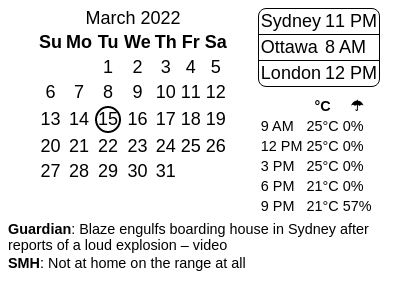 March 2022
Su Mo Tu We Th Fr Sa
1 2 3 4 5
6 7 8 9 10 11 12
13 14 15 16 17 18 19
20 21 22 23 24 25 26
27 28 29 30 31
Sydney 11 PM
Ottawa 8 AM
London 12 PM
°C ☂
9 AM 25°C 0%
12 PM 25°C 0%
3 PM 25°C 0%
6 PM 21°C 0%
9 PM 21°C 57%
Guardian: Blaze engulfs boarding house in Sydney after
reports of a loud explosion – video
SMH: Not at home on the range at all